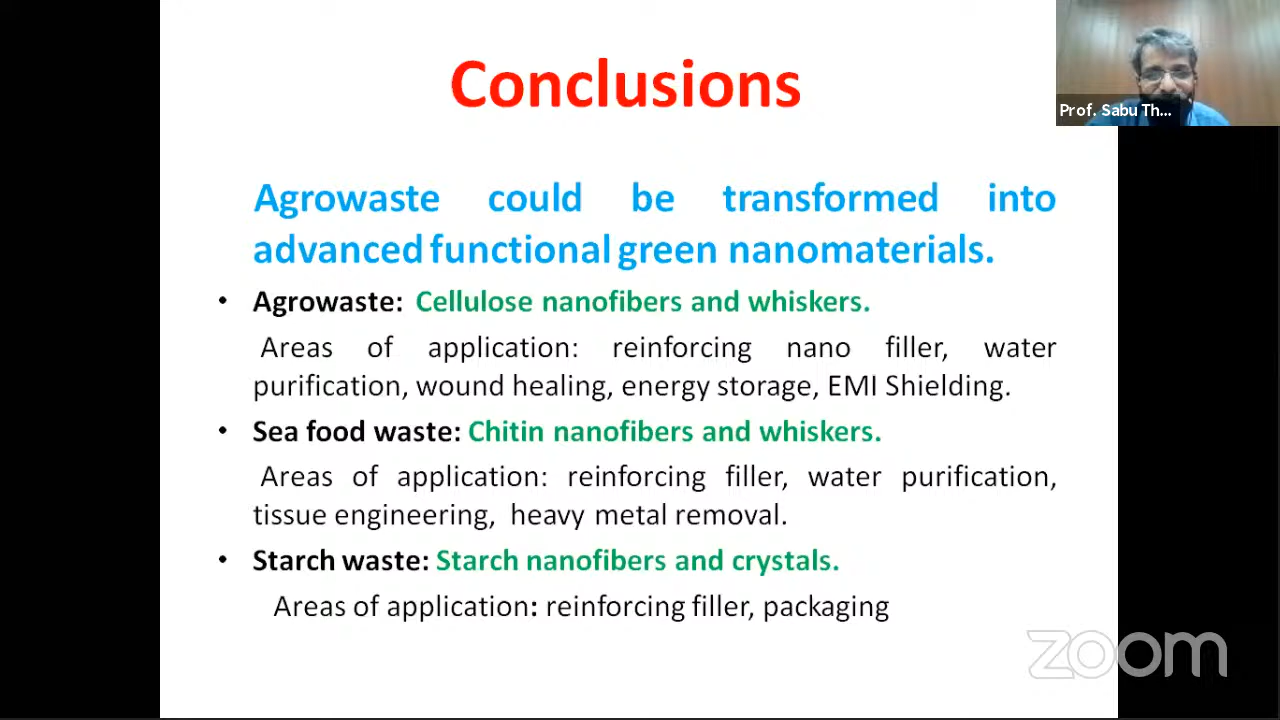 Conclusions
Prof. Sabu Th...
Agrowaste could be transformed into
advanced functional green nanomaterials.
• Agrowaste: Cellulose nanofibers and whiskers.
Areas of application: reinforcing nano filler, water
purification, wound healing, energy storage, EMI Shielding.
• Sea food waste: Chitin nanofibers and whiskers.
Areas of application: reinforcing filler, water purification,
tissue engineering, heavy metal removal.
• Starch waste: Starch nanofibers and crystals.
Areas of application: reinforcing filler, packaging
zoom